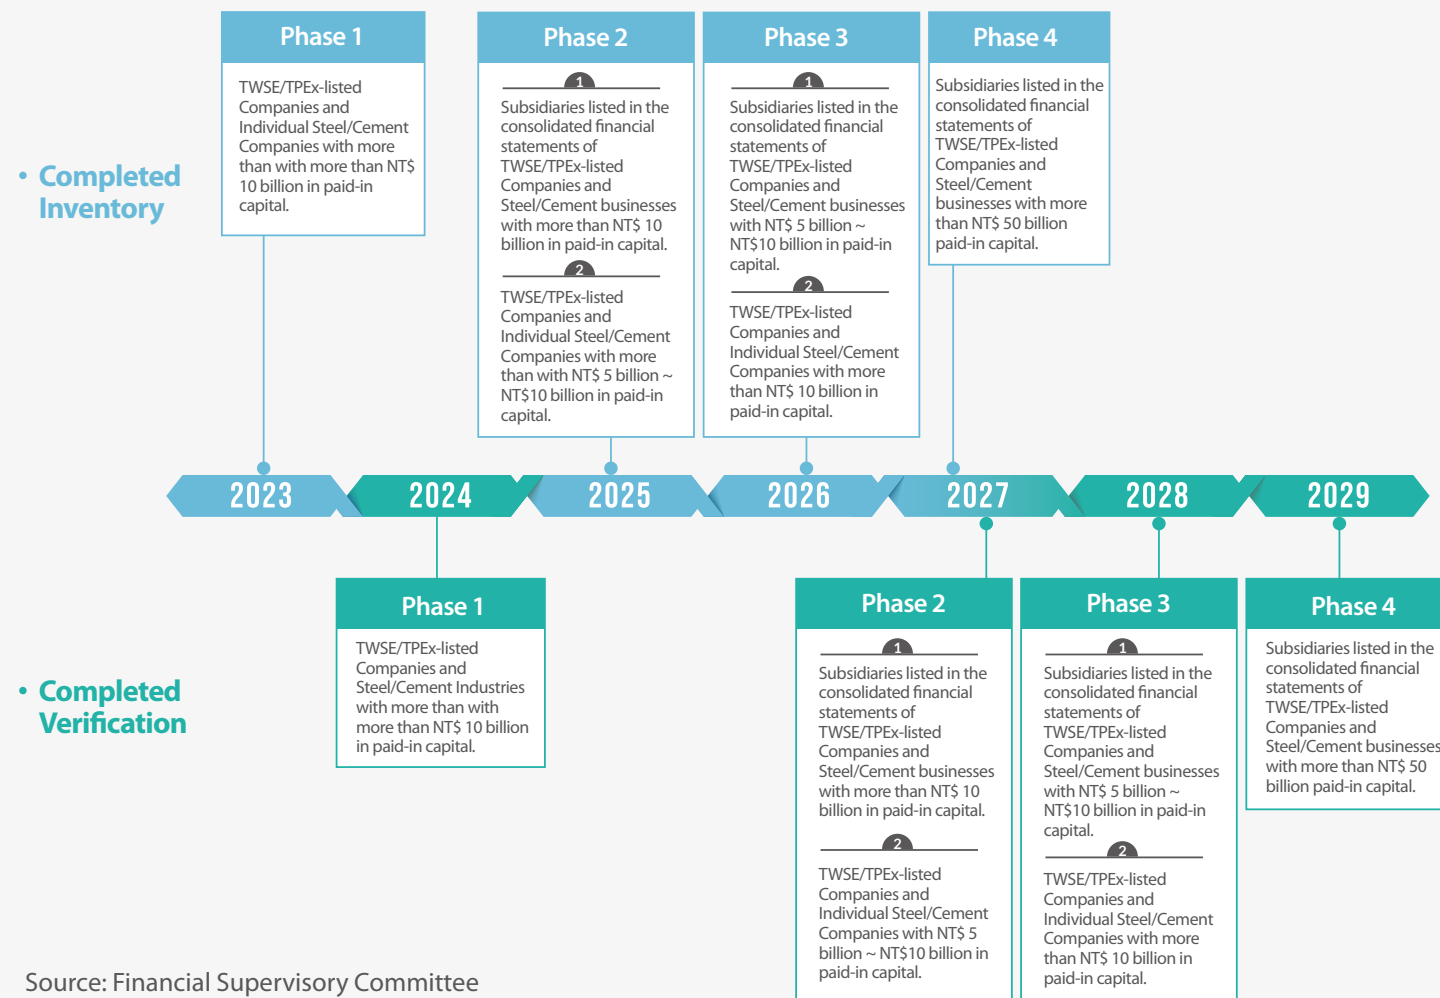 Phase 1
TWSE/TPEx-listed
Companies and
Individual Steel/Cement
Companies with more
than with more than NT$
10 billion in paid-in
capital.
Phase 2
1
Subsidiaries listed in the
consolidated financial
statements of
TWSE/TPEx-listed
Companies and
Steel/Cement businesses
with more than NT$ 10
billion in paid-in capital.
2
TWSE/TPEx-listed
Companies and
Individual Steel/Cement
Companies with more
than with NT$ 5 billion ~
NT$10 billion in paid-in
capital.
Phase 3
1
Subsidiaries listed in the
consolidated financial
statements of
TWSE/TPEx-listed
Companies and
Steel/Cement businesses
with NT$ 5 billion ~
NT$10 billion in paid-in
capital.
2
TWSE/TPEx-listed
Companies and
Individual Steel/Cement
Companies with more
than NT$ 10 billion in
paid-in capital.
Phase 4
Subsidiaries listed in the
consolidated financial
statements of
TWSE/TPEx-listed
Companies and
Steel/Cement
businesses with more
than NT$ 50 billion
paid-in capital.
• Completed
Inventory
2023
2024
2025
2026
2027
2028
2029
• Completed
Verification
Phase 1
TWSE/TPEx-listed
Companies and
Steel/Cement Industries
with more than with
more than NT$ 10 billion
in paid-in capital.
Phase 2
1
Subsidiaries listed in the
consolidated financial
statements of
TWSE/TPEx-listed
Companies and
Steel/Cement businesses
with more than NT$ 10
billion in paid-in capital.
2
TWSE/TPEx-listed
Companies and
Individual Steel/Cement
Companies with NT$ 5
billion ~ NT$10 billion in
paid-in capital.
Phase 3
1
Subsidiaries listed in the
consolidated financial
statements of
TWSE/TPEx-listed
Companies and
Steel/Cement businesses
with NT$ 5 billion ~
NT$10 billion in paid-in
capital.
2
TWSE/TPEx-listed
Companies and
Individual Steel/Cement
Companies with more
than NT$ 10 billion in
paid-in capital.
Phase 4
Subsidiaries listed in the
consolidated financial
statements of
TWSE/TPEx-listed
Companies and
Steel/Cement businesses
with more than NT$ 50
billion paid-in capital.
Source: Financial Supervisory Committee